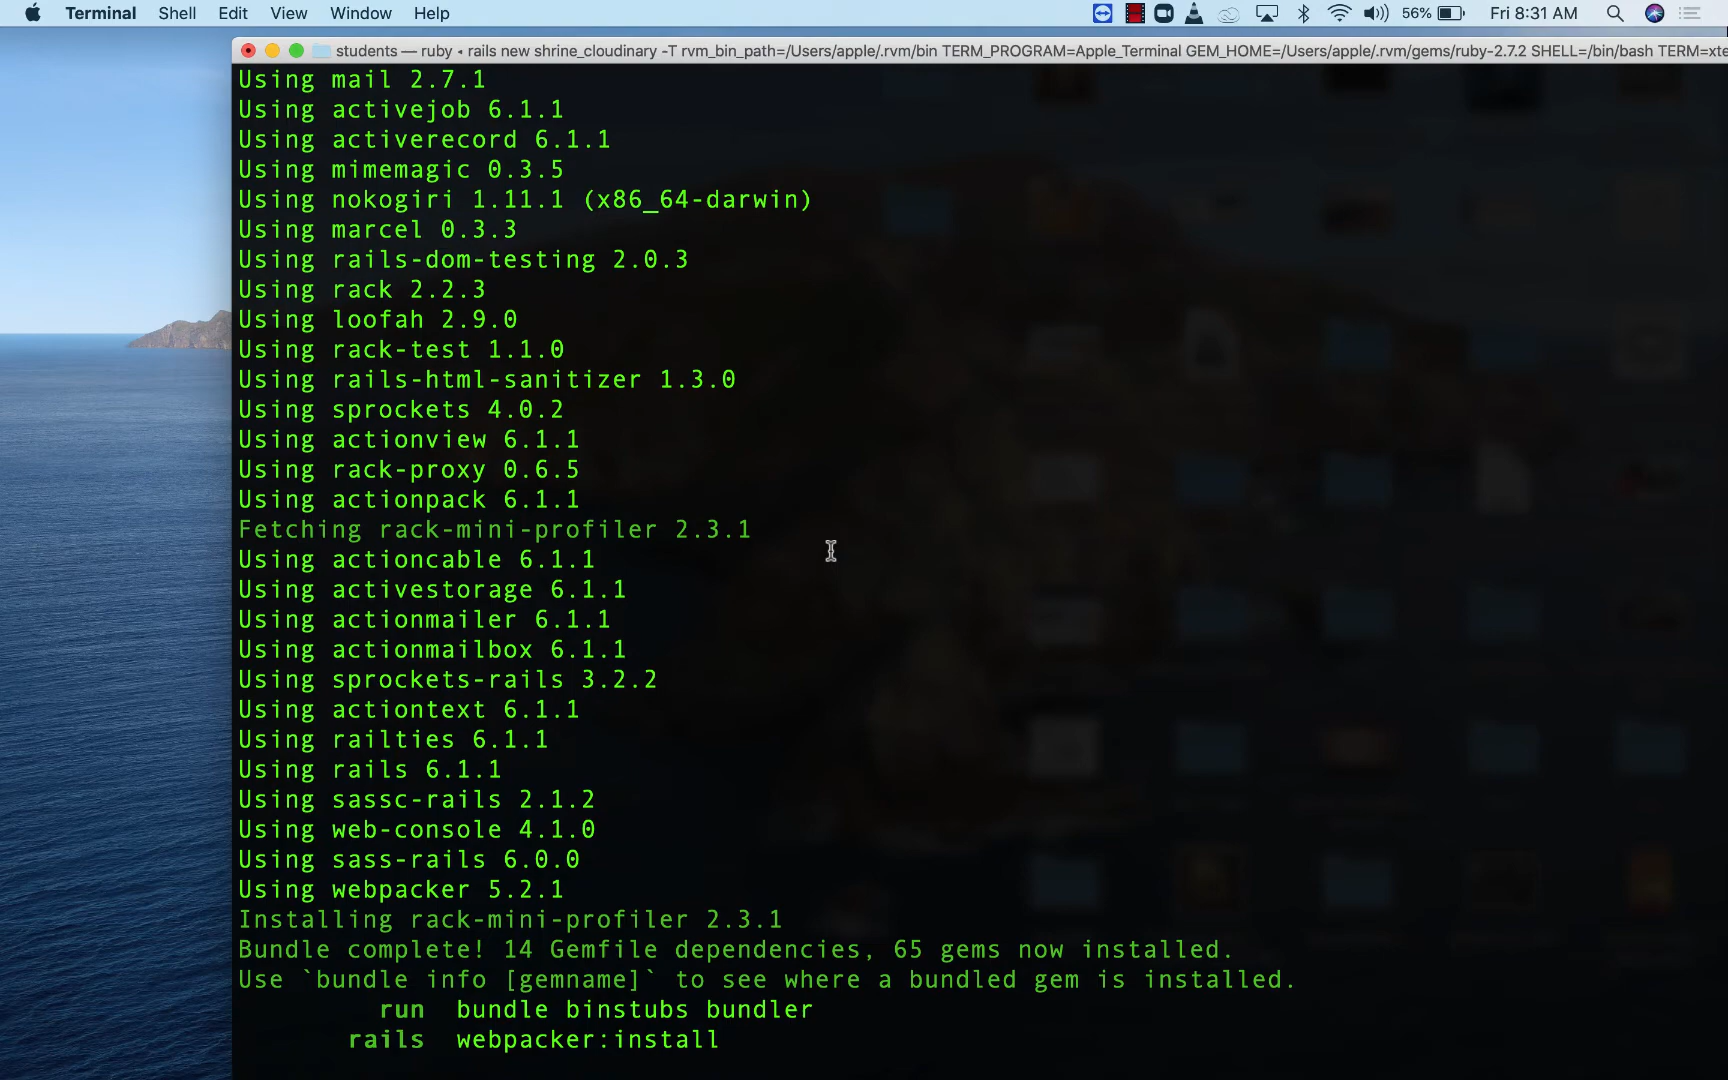 Terminal Shell Edit View Window Help 56% Fri 8:31 AM
students — ruby • rails new shrine_cloudinary -T rvm_bin_path=/Users/apple/.rvm/bin TERM_PROGRAM=Apple_Terminal GEM_HOME=/Users/apple/.rvm/gems/ruby-2.7.2 SHELL=/bin/bash TERM=xte
Using mail 2.7.1
Using activejob 6.1.1
Using activerecord 6.1.1
Using mimemagic 0.3.5
Using nokogiri 1.11.1 (x86_64-darwin)
Using marcel 0.3.3
Using rails-dom-testing 2.0.3
Using rack 2.2.3
Using loofah 2.9.0
Using rack-test 1.1.0
Using rails-html-sanitizer 1.3.0
Using sprockets 4.0.2
Using actionview 6.1.1
Using rack-proxy 0.6.5
Using actionpack 6.1.1
Fetching rack-mini-profiler 2.3.1
Using actioncable 6.1.1
Using activestorage 6.1.1
Using actionmailer 6.1.1
Using actionmailbox 6.1.1
Using sprockets-rails 3.2.2
Using actiontext 6.1.1
Using railties 6.1.1
Using rails 6.1.1
Using sassc-rails 2.1.2
Using web-console 4.1.0
Using sass-rails 6.0.0
Using webpacker 5.2.1
Installing rack-mini-profiler 2.3.1
Bundle complete! 14 Gemfile dependencies, 65 gems now installed.
Use `bundle info [gemname]` to see where a bundled gem is installed.
run bundle binstubs bundler
rails webpacker:install